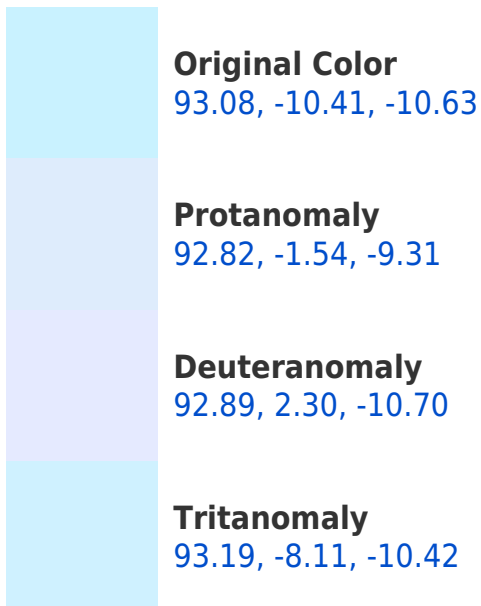 Original Color
93.08, -10.41, -10.63
Protanomaly
92.82, -1.54, -9.31
Deuteranomaly
92.89, 2.30, -10.70
Tritanomaly
93.19, -8.11, -10.42